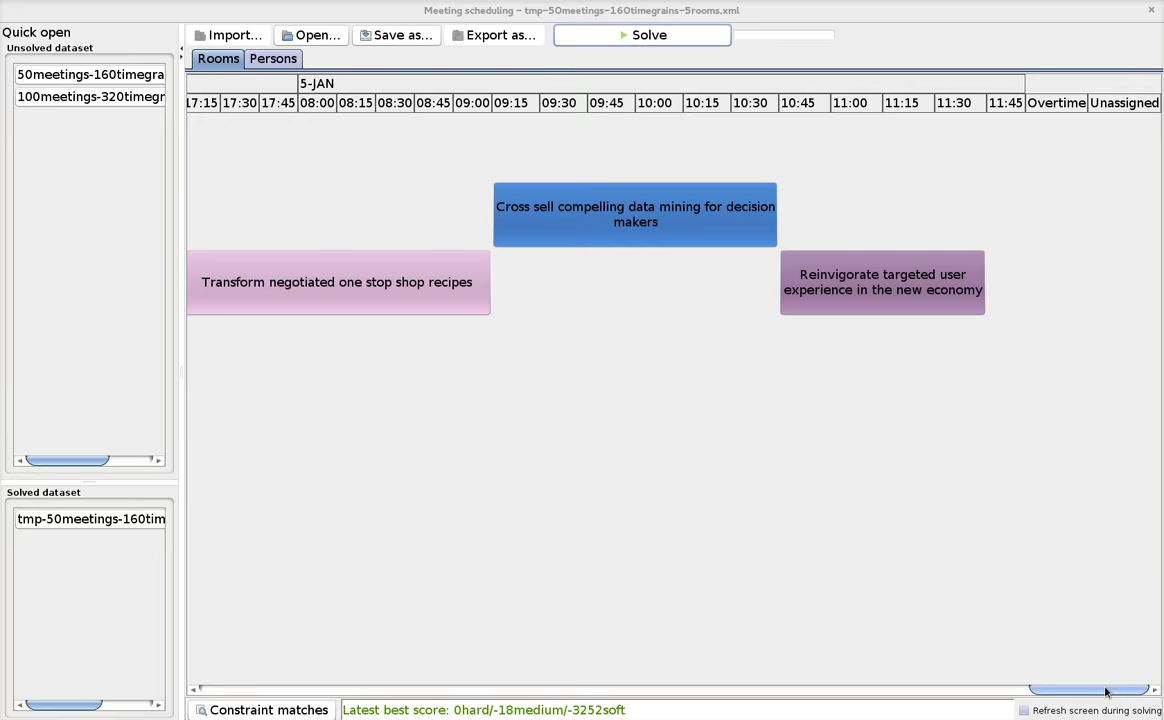 Meeting scheduling – tmp-50meetings-160timegrains-5rooms.xml
Quick open
Unsolved dataset
50meetings-160timegra
100meetings-320timegr
Solved dataset
tmp-50meetings-160tim
Import...
Open...
Save as...
Export as...
Solve
Rooms
Persons
5-JAN
17:15 17:30 17:45 08:00 08:15 08:30 08:45 09:00 09:15 09:30 09:45 10:00 10:15 10:30 10:45 11:00 11:15 11:30 11:45 Overtime Unassigned
Cross sell compelling data mining for decision
makers
Transform negotiated one stop shop recipes
Reinvigorate targeted user
experience in the new economy
Constraint matches
Latest best score: 0hard/-18medium/-3252soft
Refresh screen during solving